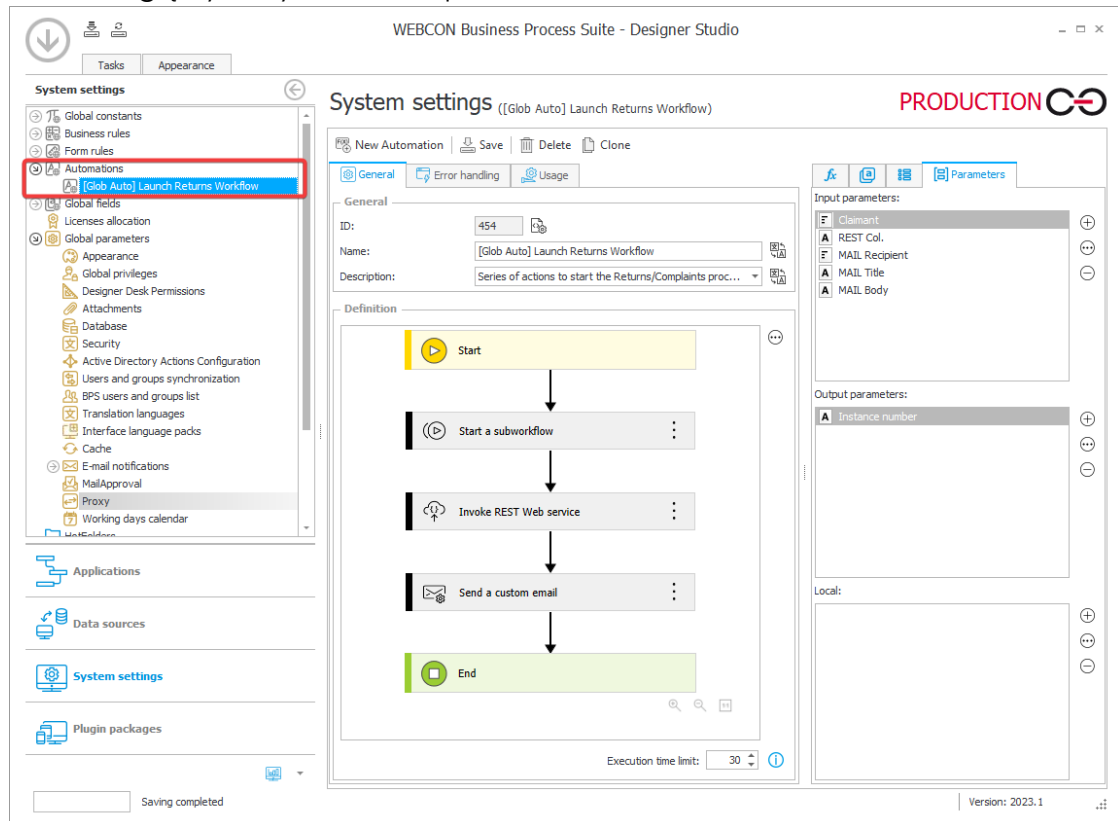 WEBCON Business Process Suite - Designer Studio
Tasks Appearance
System settings
Global constants
Business rules
Form rules
Automations
[Glob Auto] Launch Returns Workflow
Global fields
Licenses allocation
Global parameters
Appearance
Global privileges
Designer Desk Permissions
Attachments
Database
Security
Active Directory Actions Configuration
Users and groups synchronization
BPS users and groups list
Translation languages
Interface language packs
Cache
E-mail notifications
MailApproval
Proxy
Working days calendar
Applications
Data sources
System settings
Plugin packages
System settings ([Glob Auto] Launch Returns Workflow)
PRODUCTION
New Automation Save Delete Clone
General Error handling Usage
General
ID: 454
Name: [Glob Auto] Launch Returns Workflow
Description: Series of actions to start the Returns/Complaints proc...
Definition
Start
Start a subworkflow
Invoke REST Web service
Send a custom email
End
Execution time limit: 30
Parameters
Input parameters:
Claimant
REST Col.
MAIL Recipient
MAIL Title
MAIL Body
Output parameters:
Instance number
Local:
Saving completed
Version: 2023.1